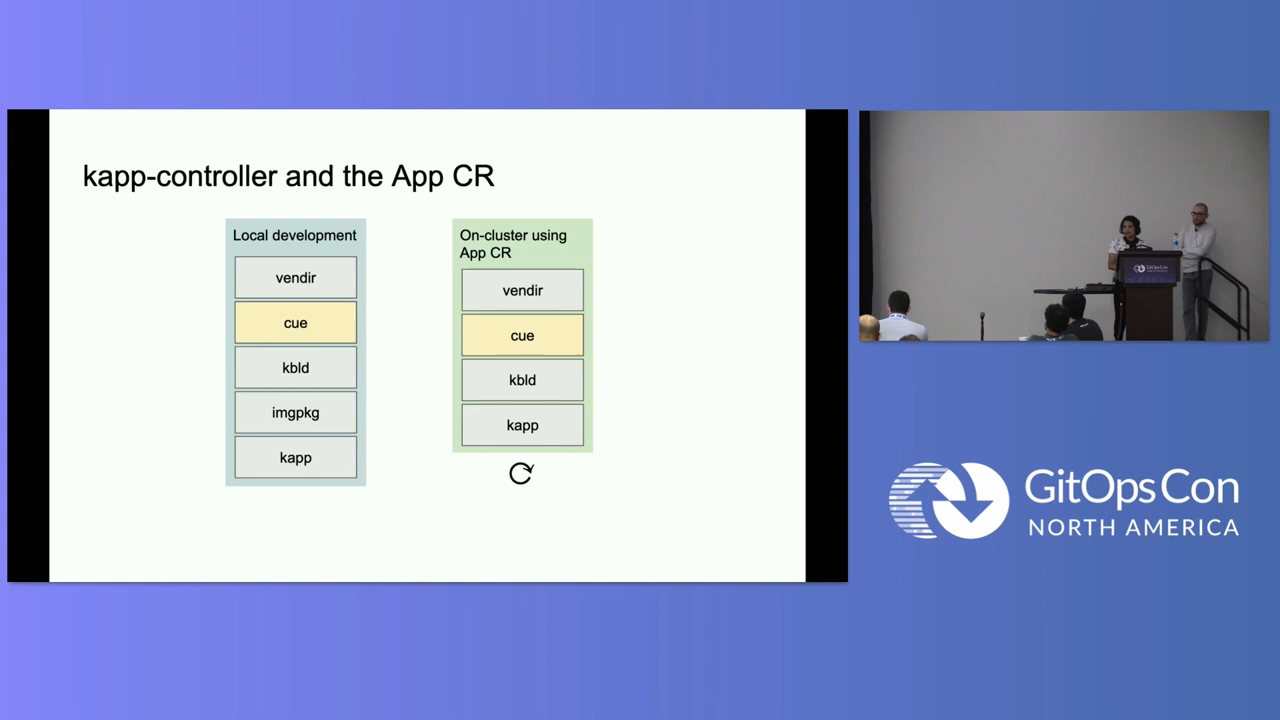 kapp-controller and the App CR
Local development
vendir
cue
kbld
imgpkg
kapp
On-cluster using
App CR
vendir
cue
kbld
kapp
GitOpsCon
NORTH AMERICA